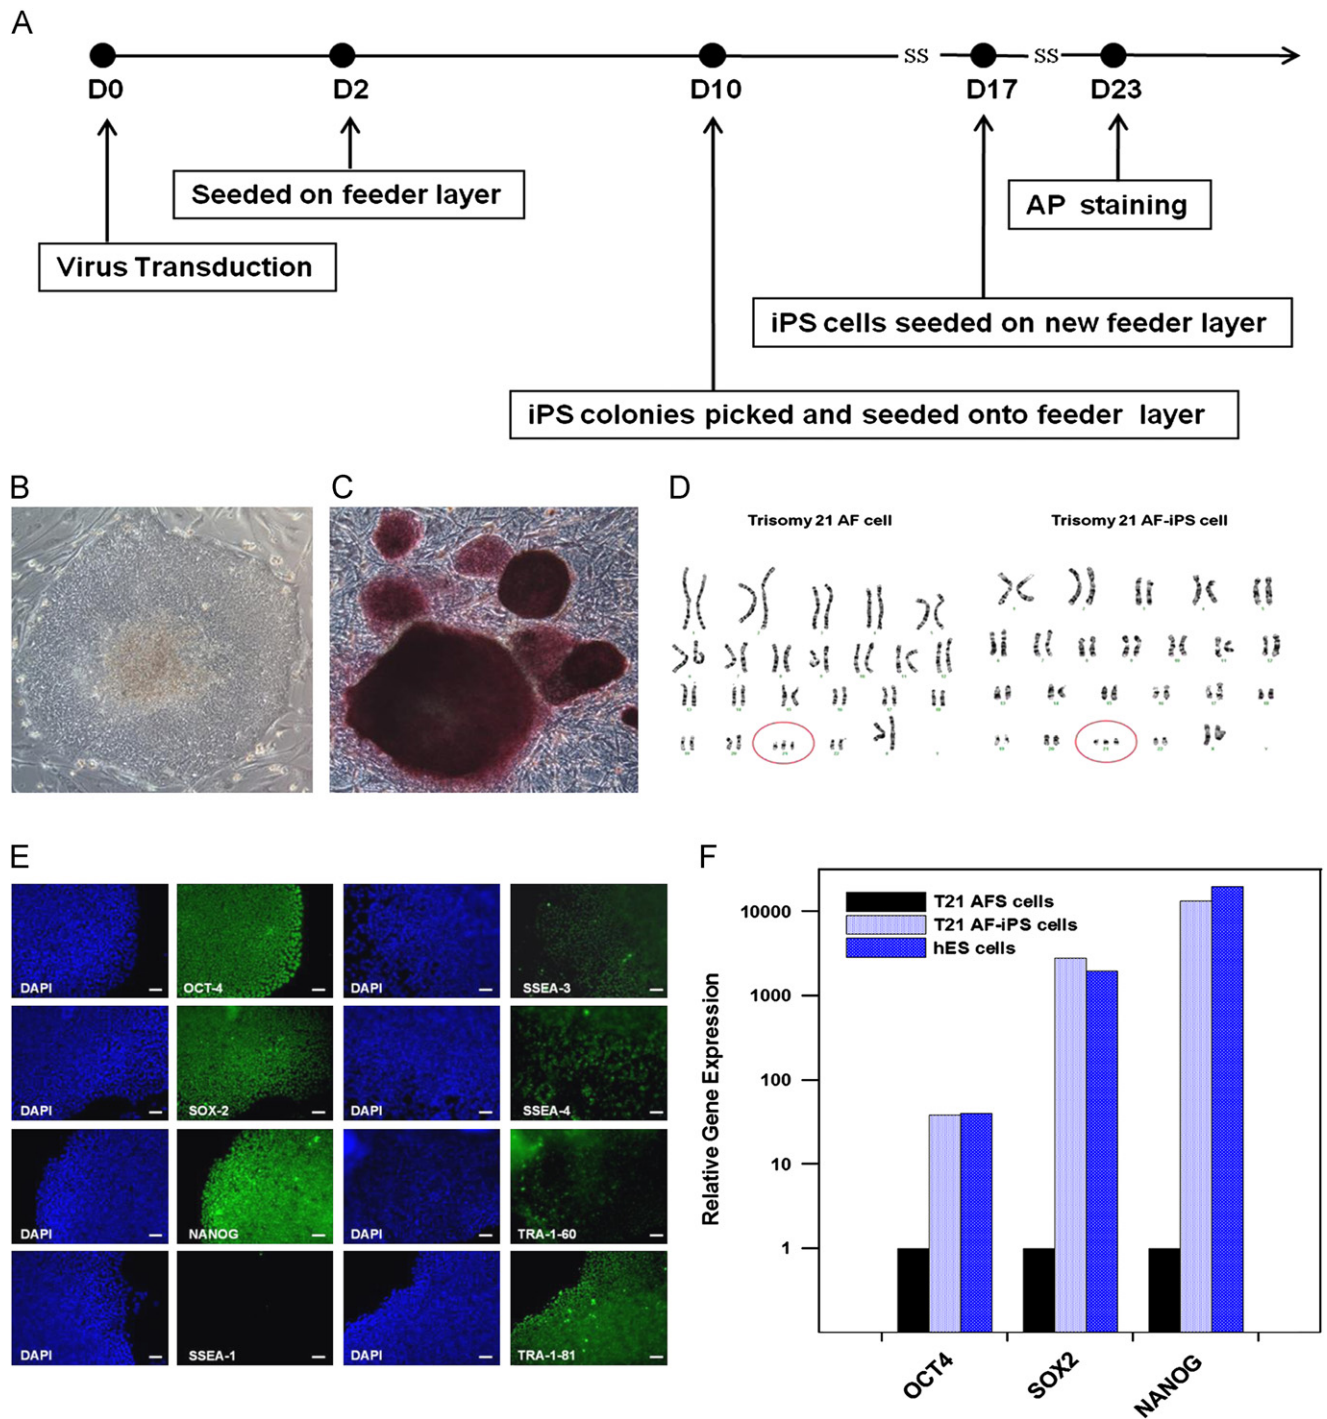 A
SS SS
D0 D2 D10 D17 D23
Seeded on feeder layer
AP staining
Virus Transduction
iPS cells seeded on new feeder layer
iPS colonies picked and seeded onto feeder layer
B C D
Trisomy 21 AF cell Trisomy 21 AF-iPS cell
E F
DAPI OCT-4 DAPI SSEA-3
DAPI SOX-2 DAPI SSEA-4
DAPI NANOG DAPI TRA-1-60
DAPI SSEA-1 DAPI TRA-1-81
T21 AFS cells
T21 AF-iPS cells
hES cells
Relative Gene Expression
10000
1000
100
10
1
OCT4 SOX2 NANOG